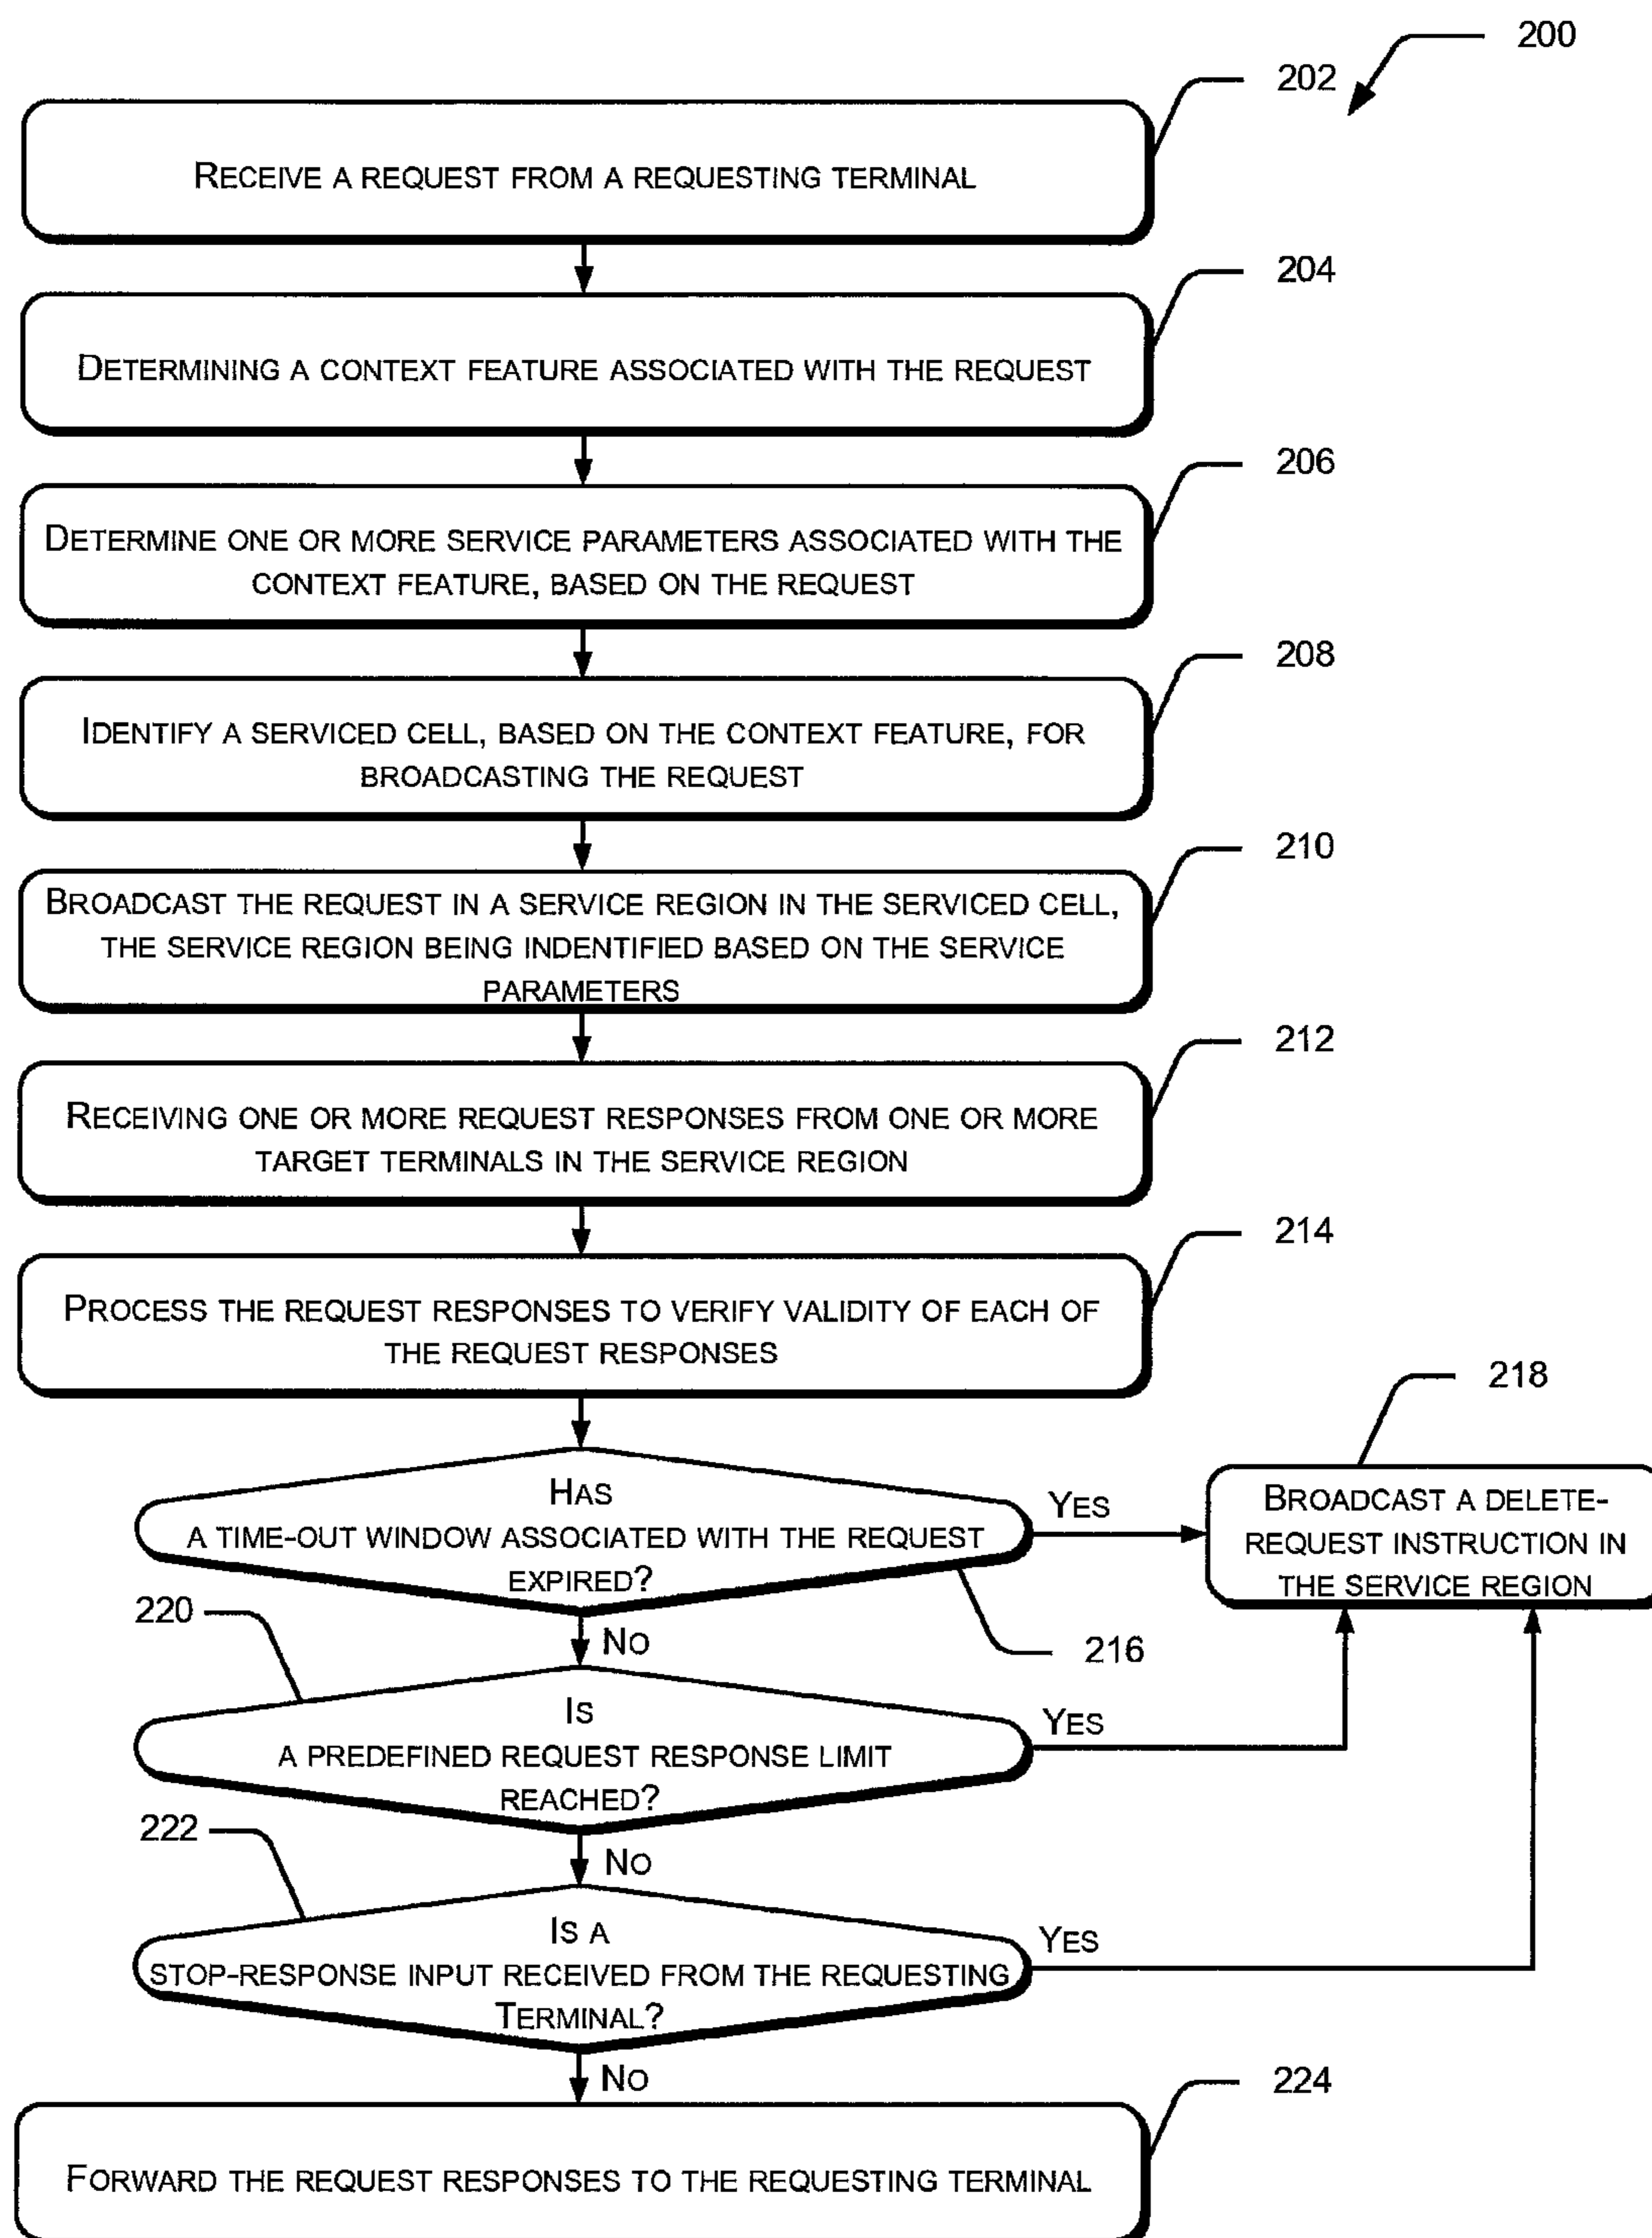 200
202
RECEIVE A REQUEST FROM A REQUESTING TERMINAL
204
DETERMINING A CONTEXT FEATURE ASSOCIATED WITH THE REQUEST
206
DETERMINE ONE OR MORE SERVICE PARAMETERS ASSOCIATED WITH THE
CONTEXT FEATURE, BASED ON THE REQUEST
208
IDENTIFY A SERVICED CELL, BASED ON THE CONTEXT FEATURE, FOR
BROADCASTING THE REQUEST
210
BROADCAST THE REQUEST IN A SERVICE REGION IN THE SERVICED CELL,
THE SERVICE REGION BEING INDENTIFIED BASED ON THE SERVICE
PARAMETERS
212
RECEIVING ONE OR MORE REQUEST RESPONSES FROM ONE OR MORE
TARGET TERMINALS IN THE SERVICE REGION
214
PROCESS THE REQUEST RESPONSES TO VERIFY VALIDITY OF EACH OF
THE REQUEST RESPONSES
HAS
A TIME-OUT WINDOW ASSOCIATED WITH THE REQUEST
EXPIRED?
216
YES
218
BROADCAST A DELETE-
REQUEST INSTRUCTION IN
THE SERVICE REGION
NO
220
IS
A PREDEFINED REQUEST RESPONSE LIMIT
REACHED?
YES
NO
222
IS A
STOP-RESPONSE INPUT RECEIVED FROM THE REQUESTING
TERMINAL?
YES
NO
224
FORWARD THE REQUEST RESPONSES TO THE REQUESTING TERMINAL